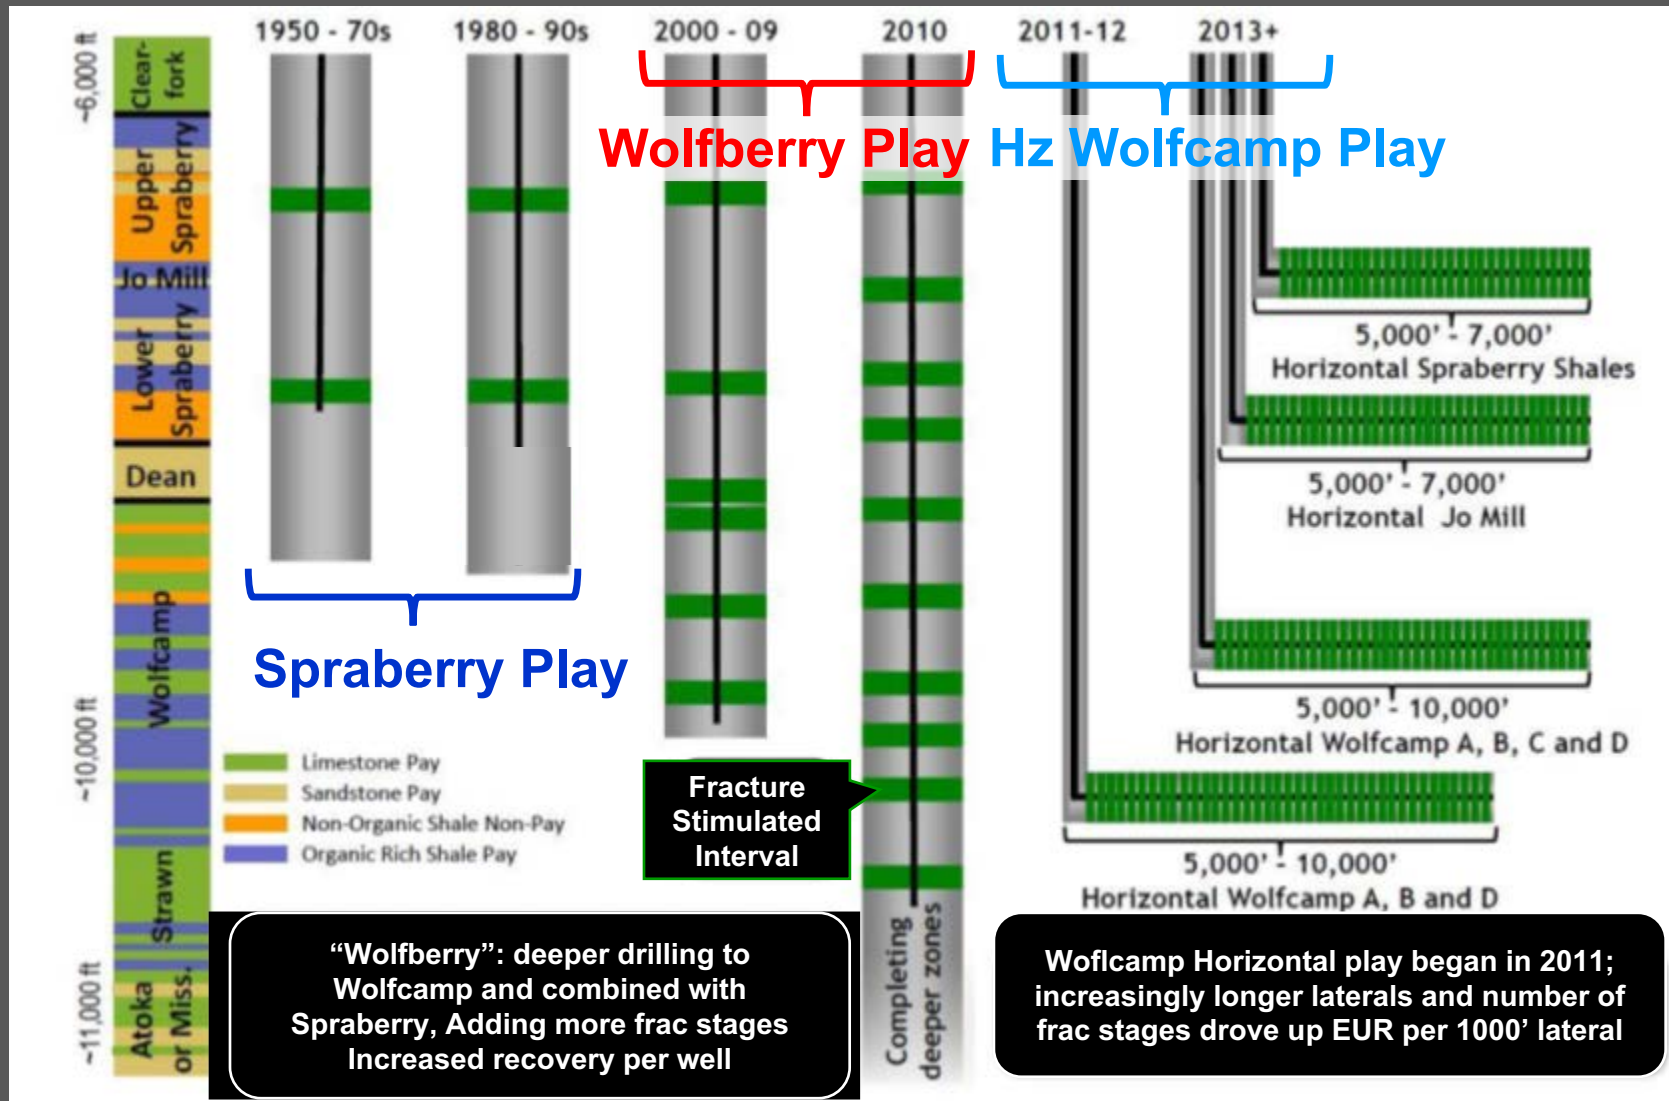 1950 - 70s
1980 - 90s
2000 - 09
2010
2011-12
2013+
Wolfberry Play
Hz Wolfcamp Play
~6,000 ft
Clear-
fork
Upper
Spraberry
Jo Mill
Lower
Spraberry
Dean
Wolfcamp
~10,000 ft
Strawn
Atoka
or Miss.
~11,000 ft
Spraberry Play
5,000' - 7,000'
Horizontal Spraberry Shales
5,000' - 7,000'
Horizontal Jo Mill
5,000' - 10,000'
Horizontal Wolfcamp A, B, C and D
5,000' - 10,000'
Horizontal Wolfcamp A, B and D
Limestone Pay
Sandstone Pay
Non-Organic Shale Non-Pay
Organic Rich Shale Pay
Fracture
Stimulated
Interval
Completing
deeper zones
“Wolfberry”: deeper drilling to
Wolfcamp and combined with
Spraberry, Adding more frac stages
Increased recovery per well
Woflcamp Horizontal play began in 2011;
increasingly longer laterals and number of
frac stages drove up EUR per 1000’ lateral